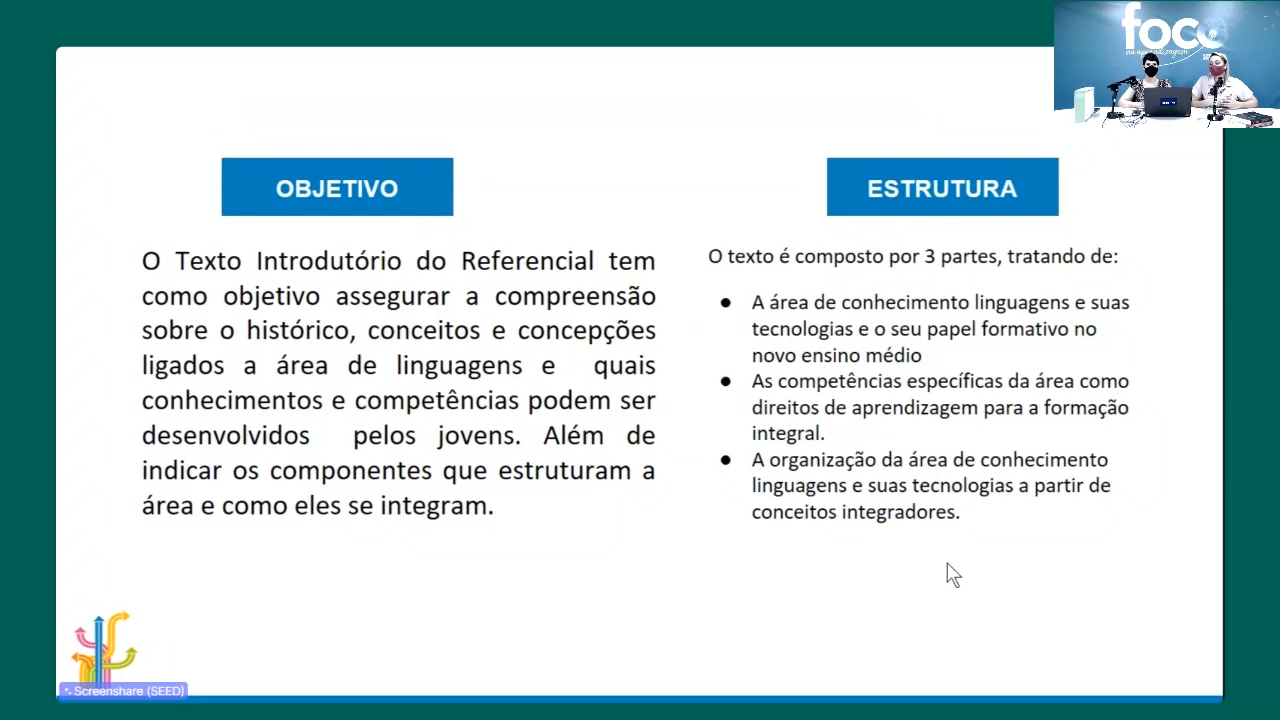 foco
na aprendizagem
OBJETIVO
O Texto Introdutório do Referencial tem
como objetivo assegurar a compreensão
sobre o histórico, conceitos e concepções
ligados a área de linguagens e quais
conhecimentos e competências podem ser
desenvolvidos pelos jovens. Além de
indicar os componentes que estruturam a
área e como eles se integram.
ESTRUTURA
O texto é composto por 3 partes, tratando de:
● A área de conhecimento linguagens e suas
tecnologias e o seu papel formativo no
novo ensino médio
● As competências específicas da área como
direitos de aprendizagem para a formação
integral.
● A organização da área de conhecimento
linguagens e suas tecnologias a partir de
conceitos integradores.
Screenshare (SEED)